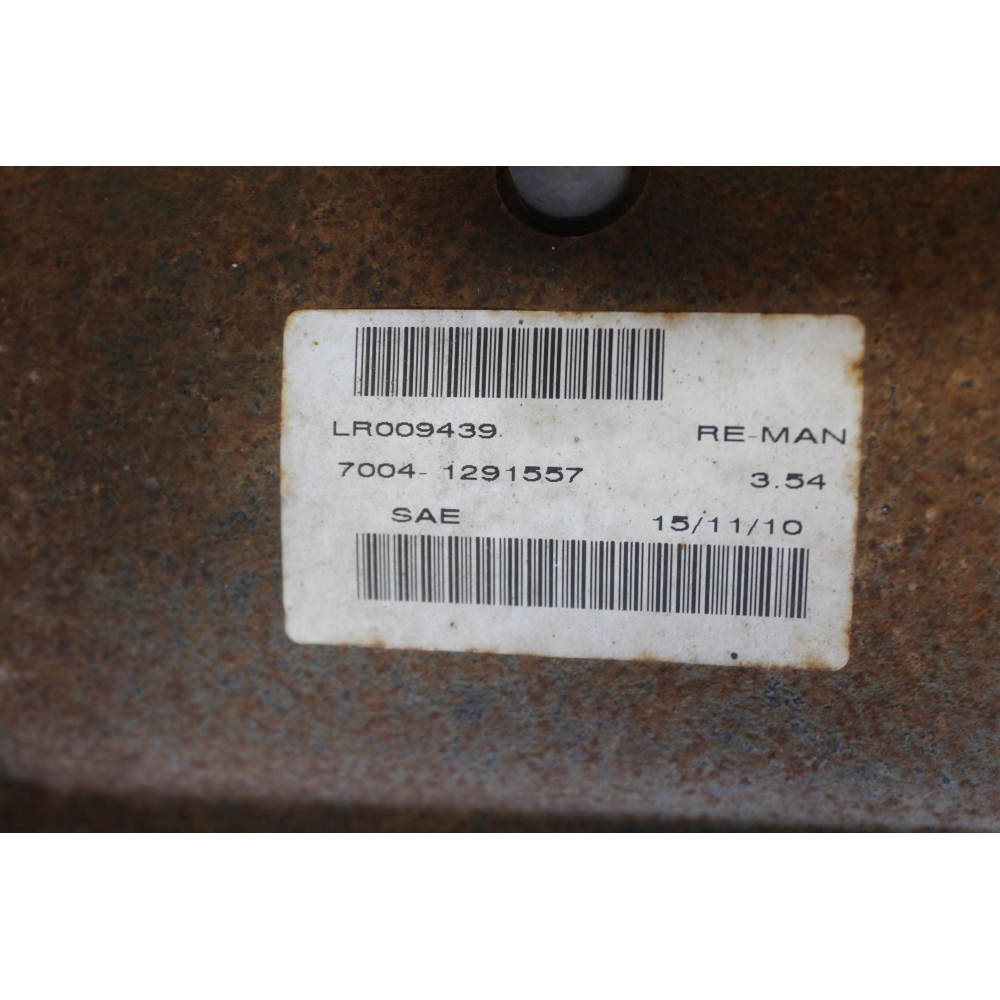 LR009439 RE-MAN
7004-1291557 3.54
SAE 15/11/10